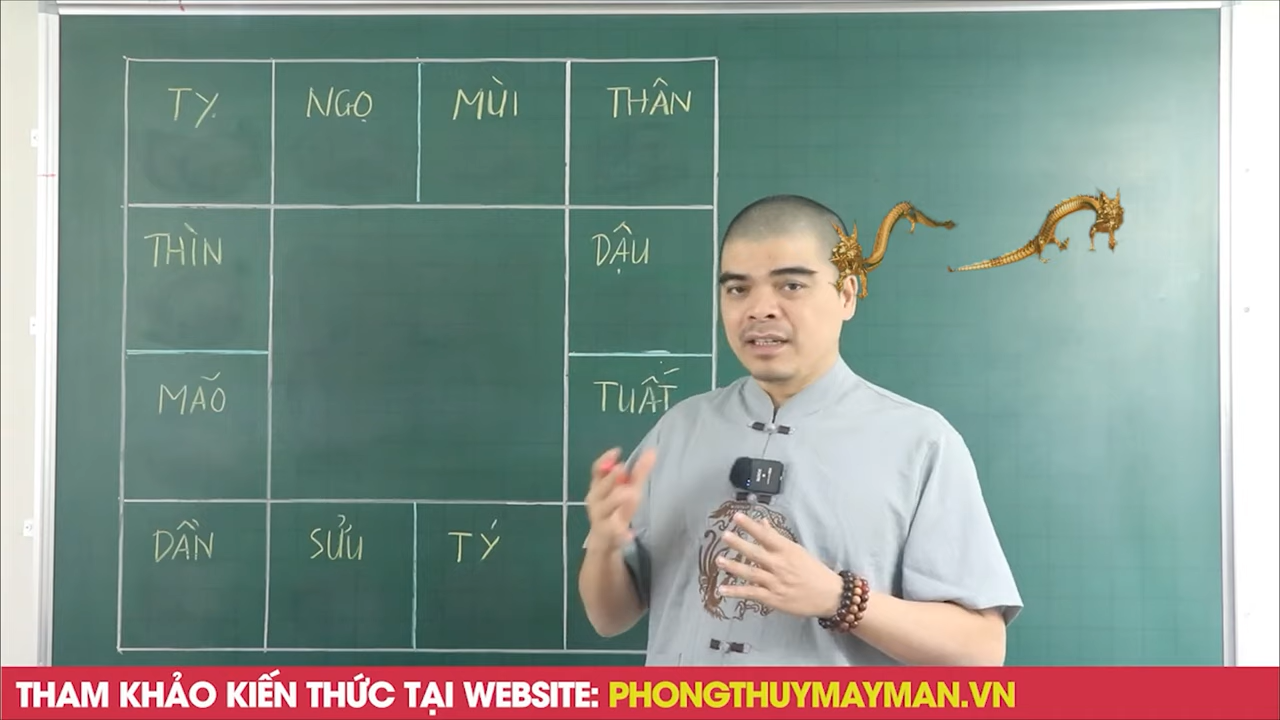 TỴ
NGỌ
MÙI
THÂN
THÌN
DẬU
MÃO
TUẤT
DẦN
SỬU
TÝ
THAM KHẢO KIẾN THỨC TẠI WEBSITE: PHONGTHUYMAYMAN.VN